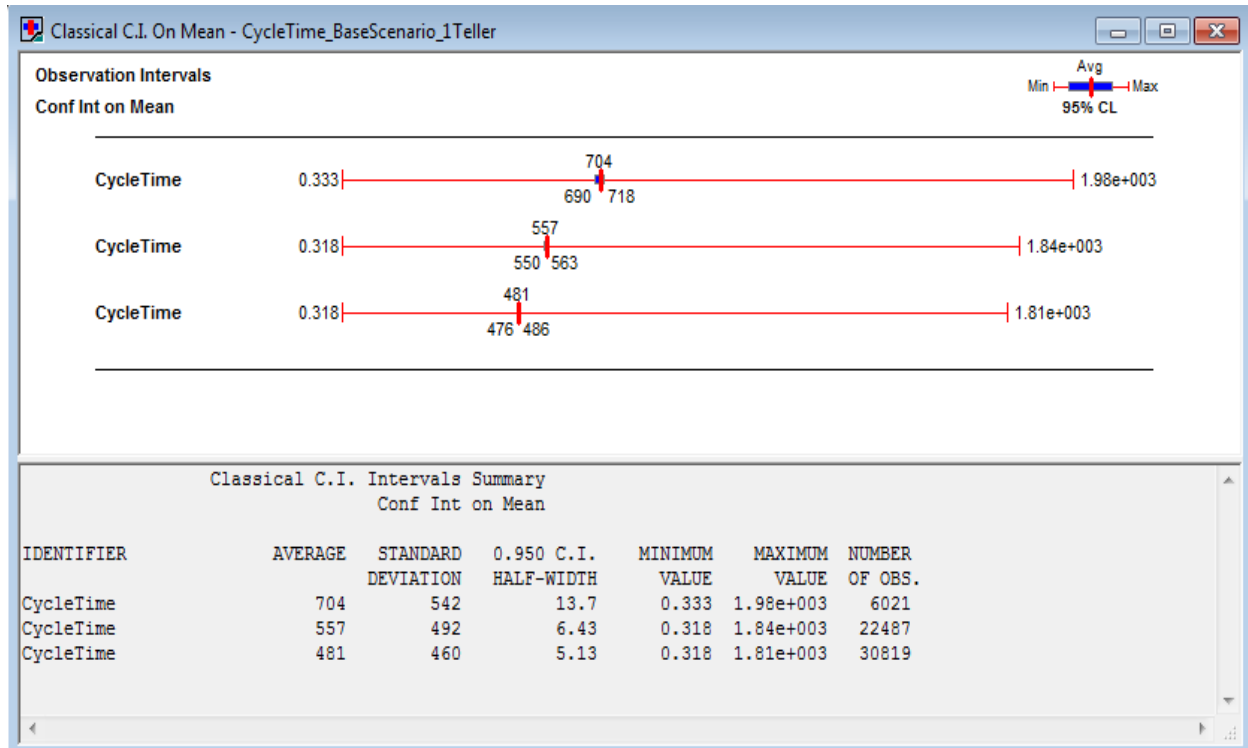 Classical C.I. On Mean - CycleTime_BaseScenario_1Teller
Observation Intervals
Conf Int on Mean
Avg
Min Max
95% CL
704
CycleTime 0.333 1.98e+003
690 718
557
CycleTime 0.318 1.84e+003
550 563
481
CycleTime 0.318 1.81e+003
476 486
Classical C.I. Intervals Summary
Conf Int on Mean
IDENTIFIER AVERAGE STANDARD 0.950 C.I. MINIMUM MAXIMUM NUMBER
DEVIATION HALF-WIDTH VALUE VALUE OF OBS.
CycleTime 704 542 13.7 0.333 1.98e+003 6021
CycleTime 557 492 6.43 0.318 1.84e+003 22487
CycleTime 481 460 5.13 0.318 1.81e+003 30819